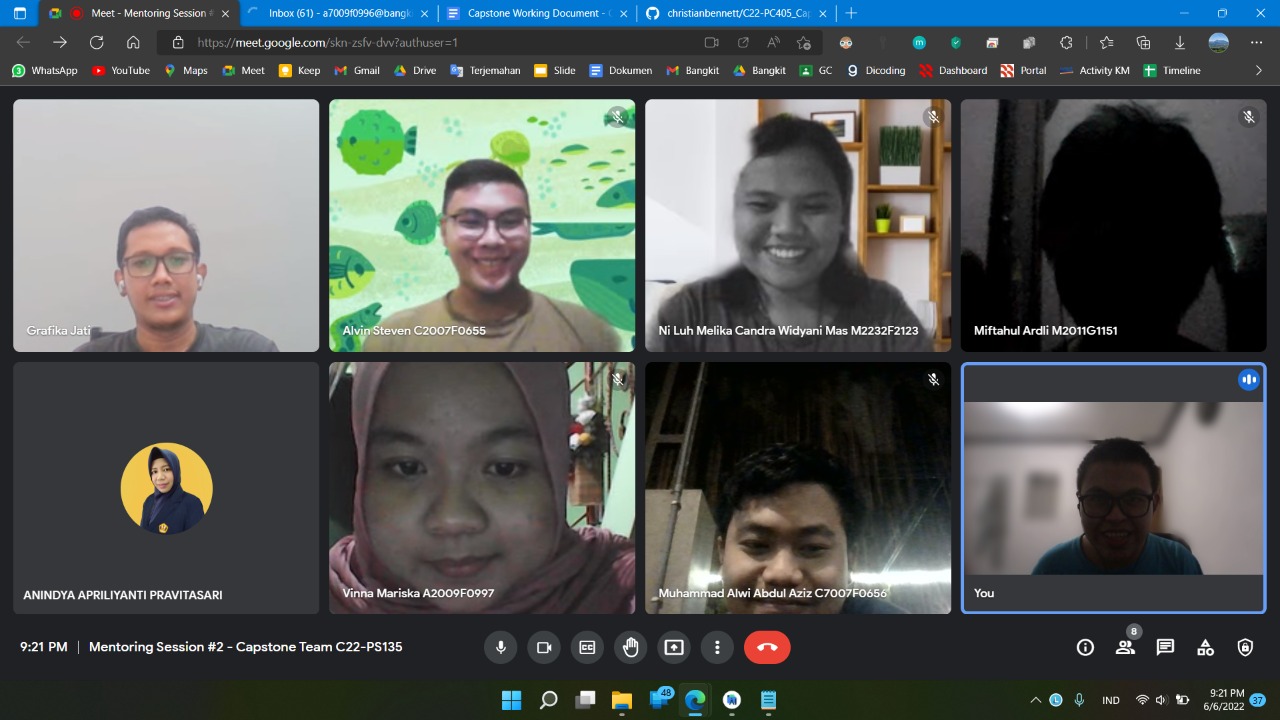 Meet - Mentoring Session #
Inbox (61) - a7009f0996@bangk
Capstone Working Document - G
christianbennett/C22-PC405_Cap
https://meet.google.com/skn-zsfv-dvv?authuser=1
WhatsApp YouTube Maps Meet Keep Gmail Drive Terjemahan Slide Dokumen Bangkit Bangkit GC Dicoding Dashboard Portal Activity KM Timeline
Grafika Jati
Alvin Steven C2007F0655
Ni Luh Melika Candra Widyani Mas M2232F2123
Miftahul Ardli M2011G1151
ANINDYA APRILIYANTI PRAVITASARI
Vinna Mariska A2009F0997
Muhammad Alwi Abdul Aziz C7007F0656
You
9:21 PM | Mentoring Session #2 - Capstone Team C22-PS135
8
48
IND
9:21 PM
6/6/2022
37